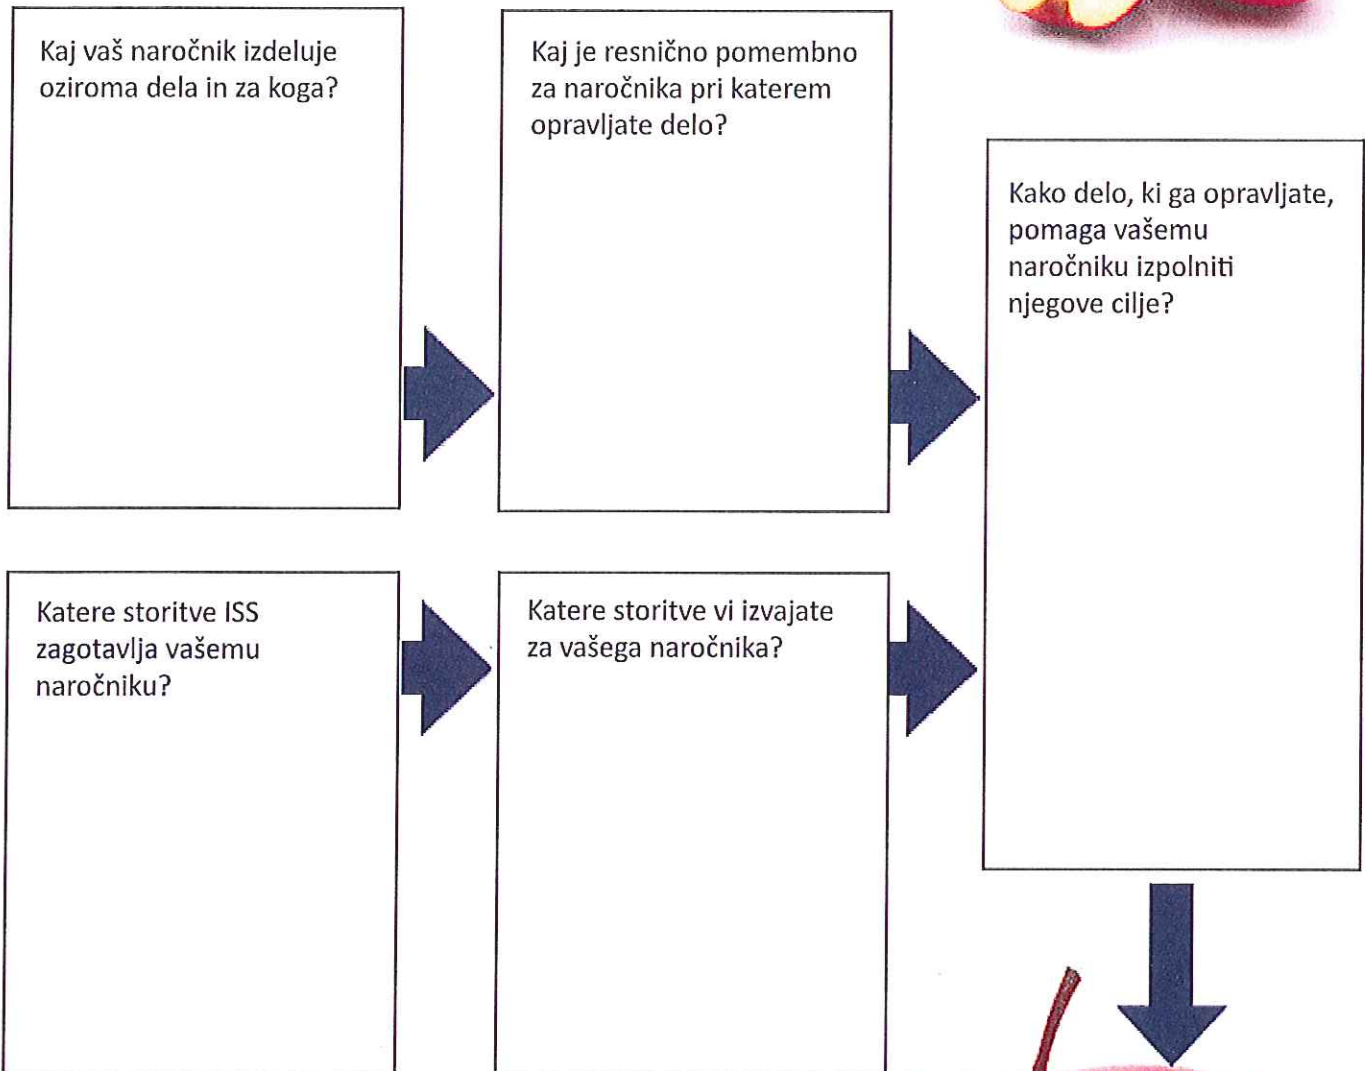 Kaj vaš naročnik izdeluje
oziroma dela in za koga?
Kaj je resnično pomembno
za naročnika pri katerem
opravljate delo?
Kako delo, ki ga opravljate,
pomaga vašemu
naročniku izpolniti
njegove cilje?
Katere storitve ISS
zagotavlja vašemu
naročniku?
Katere storitve vi izvajate
za vašega naročnika?